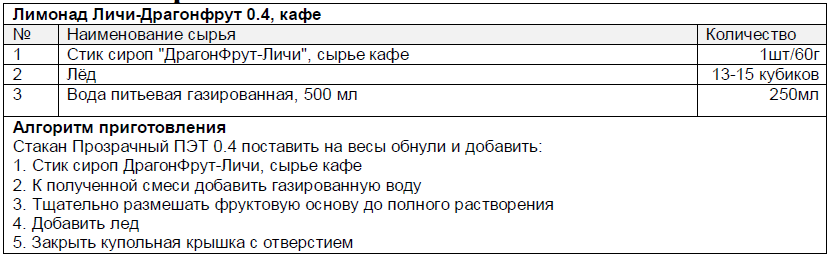 Лимонад Личи-Драгонфрут 0.4, кафе
№ Наименование сырья Количество
1 Стик сироп "ДрагонФрут-Личи", сырье кафе 1шт/60г
2 Лёд 13-15 кубиков
3 Вода питьевая газированная, 500 мл 250мл
Алгоритм приготовления
Стакан Прозрачный ПЭТ 0.4 поставить на весы обнули и добавить:
1. Стик сироп ДрагонФрут-Личи, сырье кафе
2. К полученной смеси добавить газированную воду
3. Тщательно размешать фруктовую основу до полного растворения
4. Добавить лед
5. Закрыть купольная крышка с отверстием